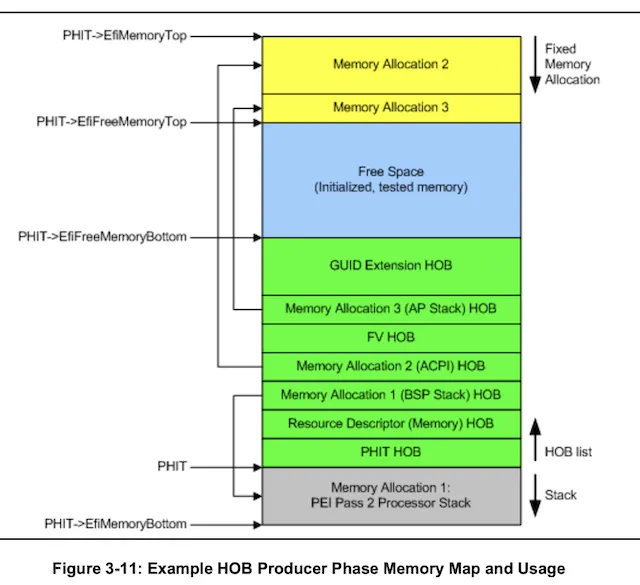 PHIT->EfiMemoryTop
Fixed
Memory
Allocation
Memory Allocation 2
Memory Allocation 3
PHIT->EfiFreeMemoryTop
Free Space
(Initialized, tested memory)
PHIT->EfiFreeMemoryBottom
GUID Extension HOB
Memory Allocation 3 (AP Stack) HOB
FV HOB
Memory Allocation 2 (ACPI) HOB
Memory Allocation 1 (BSP Stack) HOB
Resource Descriptor (Memory) HOB
PHIT HOB
HOB list
PHIT
Memory Allocation 1:
PEI Pass 2 Processor Stack
Stack
PHIT->EfiMemoryBottom
Figure 3-11: Example HOB Producer Phase Memory Map and Usage